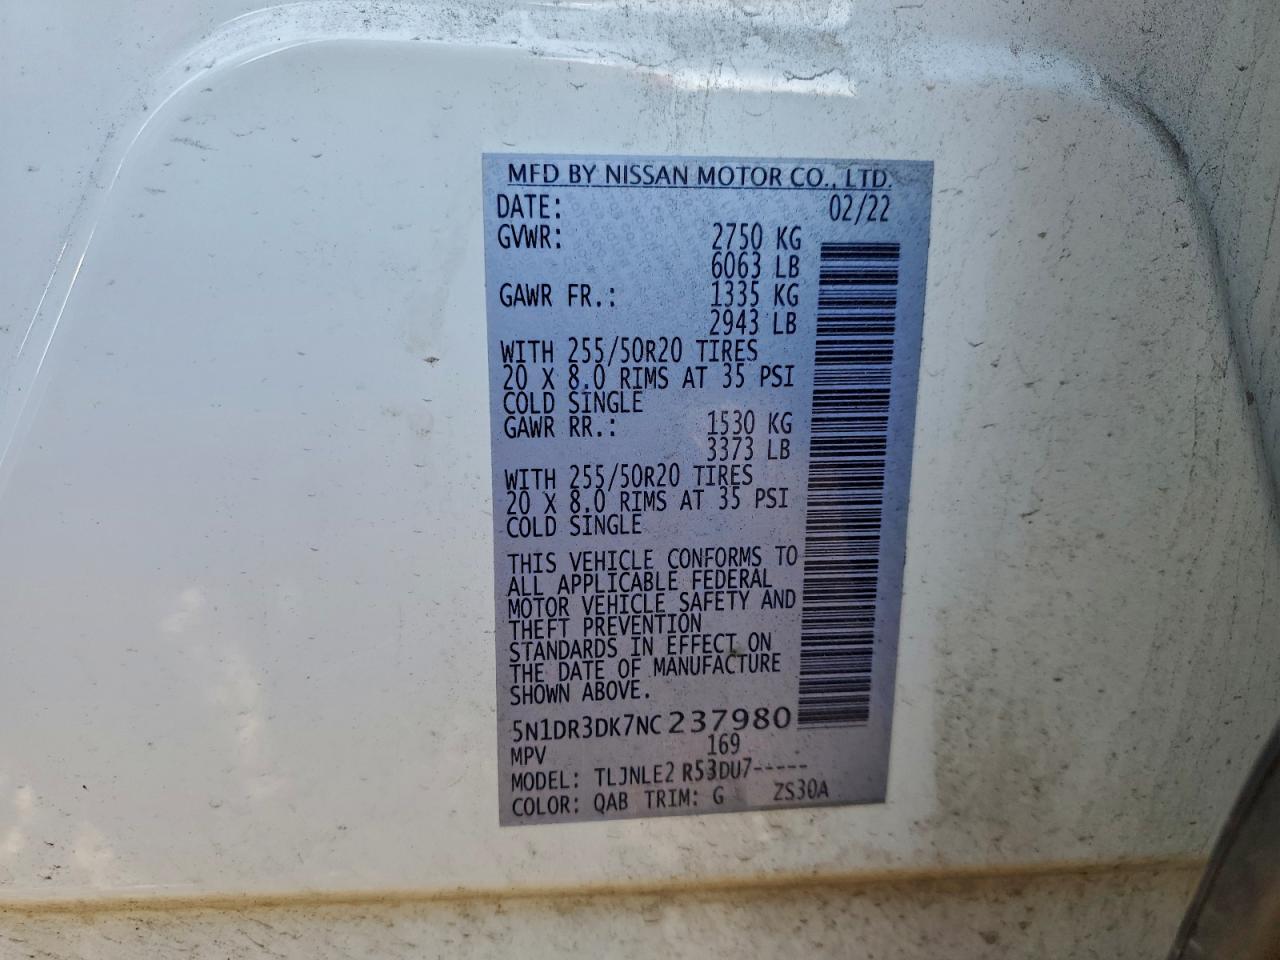 MFD BY NISSAN MOTOR CO., LTD.
DATE: 02/22
GVWR: 2750 KG
6063 LB
GAWR FR.: 1335 KG
2943 LB
WITH 255/50R20 TIRES
20 X 8.0 RIMS AT 35 PSI
COLD SINGLE
GAWR RR.: 1530 KG
3373 LB
WITH 255/50R20 TIRES
20 X 8.0 RIMS AT 35 PSI
COLD SINGLE
THIS VEHICLE CONFORMS TO
ALL APPLICABLE FEDERAL
MOTOR VEHICLE SAFETY AND
THEFT PREVENTION
STANDARDS IN EFFECT ON
THE DATE OF MANUFACTURE
SHOWN ABOVE.
5N1DR3DK7NC237980
MPV 169
MODEL: TLJNLE2 R53DU7-----
COLOR: QAB TRIM: G ZS30A